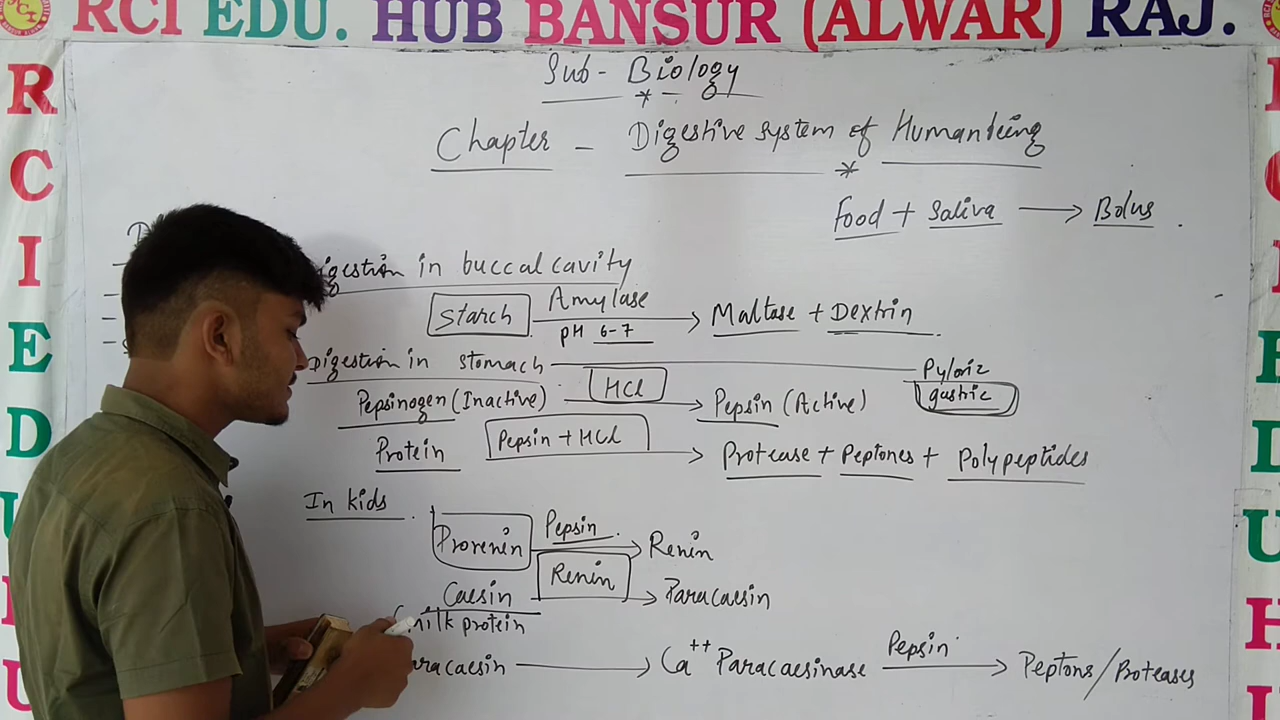 RCI EDU. HUB BANSUR (ALWAR) RAJ.
R
C
I
E
D
U
Sub - Biology
Chapter - Digestive system of Humanbeing
Food + Saliva → Bolus .
igestion in buccal cavity
Starch Amylase → Maltase + Dextrin
pH 6-7
Digestion in stomach Pyloric
gastric
Pepsinogen (Inactive) HCl → Pepsin (Active)
Protein Pepsin + HCl → Protease + Peptones + Polypeptides
In kids
Prorenin Pepsin → Renin
Caesin Renin → Paracaesin
milk protein
aracaesin → Ca++ Paracaesinase Pepsin → Peptons/Proteases
E
D
U
H